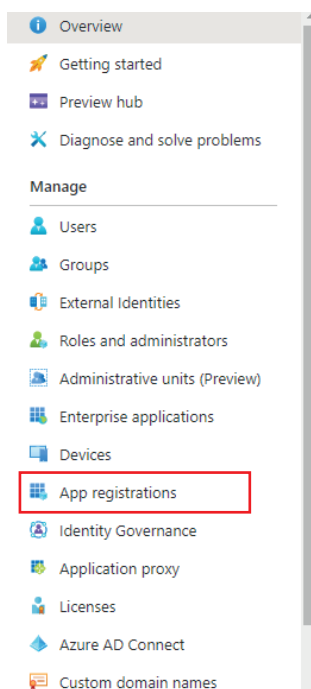 Overview
Getting started
Preview hub
Diagnose and solve problems
Manage
Users
Groups
External Identities
Roles and administrators
Administrative units (Preview)
Enterprise applications
Devices
App registrations
Identity Governance
Application proxy
Licenses
Azure AD Connect
Custom domain names